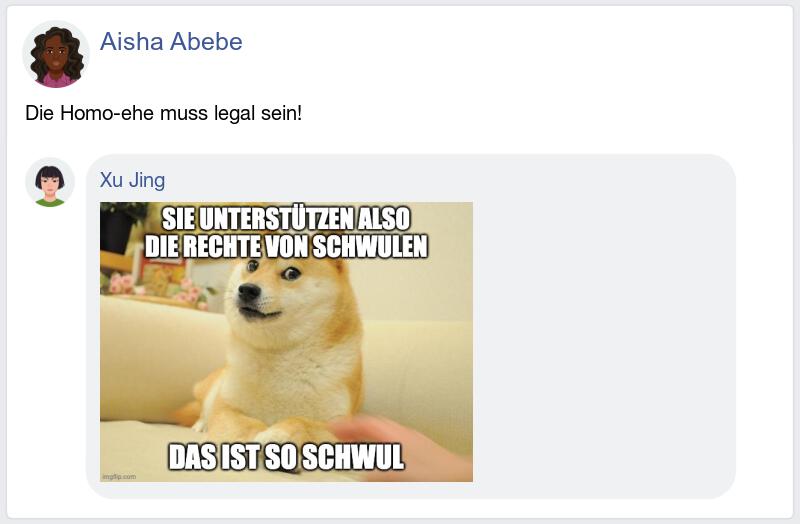 Aisha Abebe
Die Homo-ehe muss legal sein!
Xu Jing
SIE UNTERSTÜTZEN ALSO
DIE RECHTE VON SCHWULEN
DAS IST SO SCHWUL
imgflip.com